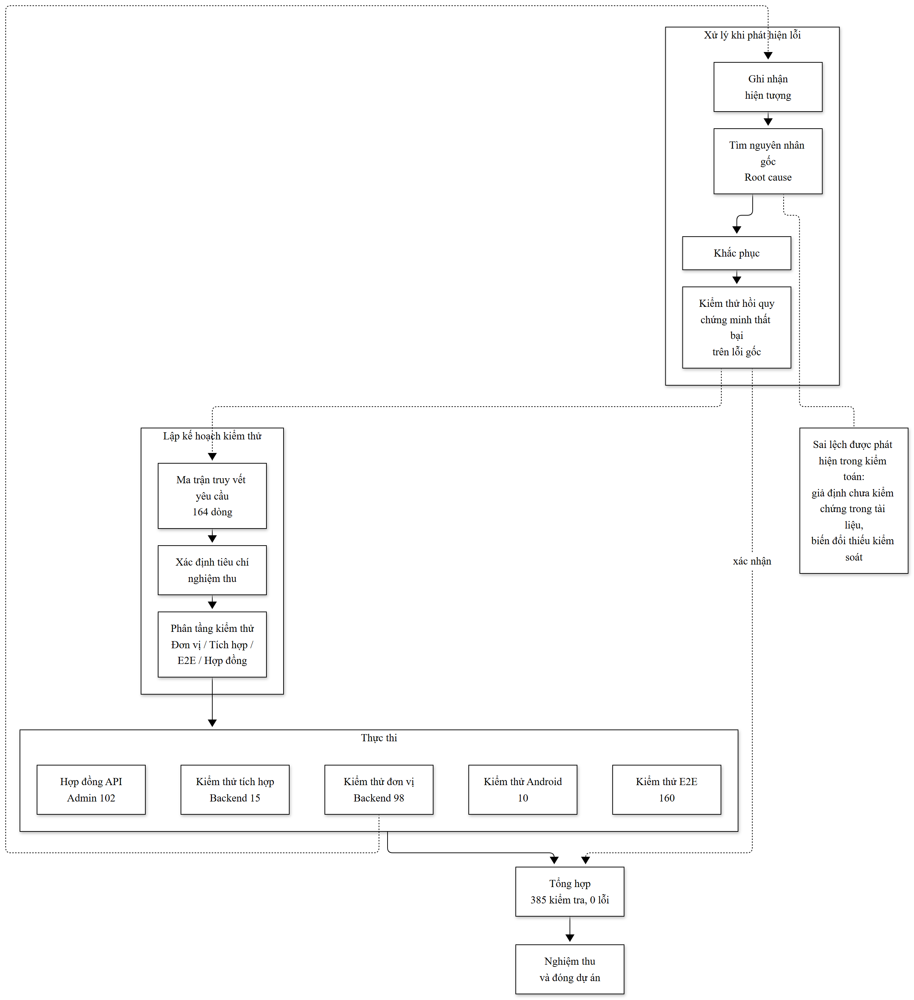 Xử lý khi phát hiện lỗi
Ghi nhận
hiện tượng
Tìm nguyên nhân
gốc
Root cause
Khắc phục
Kiểm thử hồi quy
chứng minh thất
bại
trên lỗi gốc
Lập kế hoạch kiểm thử
Ma trận truy vết
yêu cầu
164 dòng
Xác định tiêu chí
nghiệm thu
Phân tầng kiểm thử
Đơn vị / Tích hợp /
E2E / Hợp đồng
Sai lệch được phát
hiện trong kiểm
toán:
giả định chưa kiểm
chứng trong tài
liệu,
biến đổi thiếu kiểm
soát
xác nhận
Thực thi
Hợp đồng API
Admin 102
Kiểm thử tích hợp
Backend 15
Kiểm thử đơn vị
Backend 98
Kiểm thử Android
10
Kiểm thử E2E
160
Tổng hợp
385 kiểm tra, 0 lỗi
Nghiệm thu
và đóng dự án